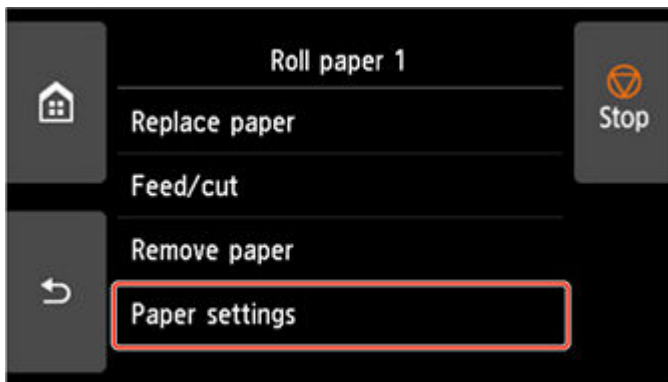 Roll paper 1
Stop
Replace paper
Feed/cut
Remove paper
Paper settings